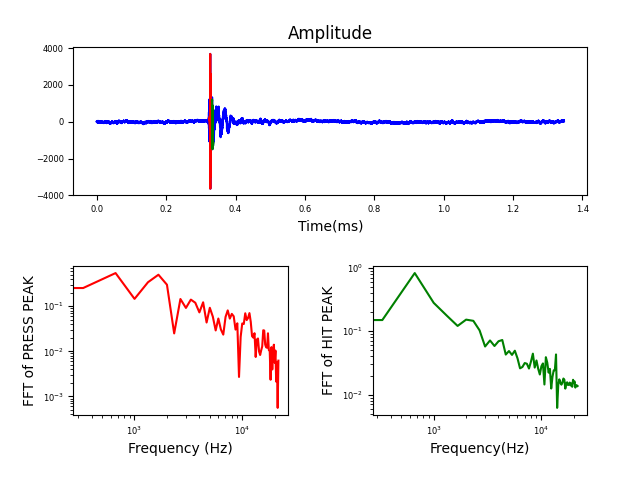 Amplitude
4000
2000
0
−2000
−4000
0.0 0.2 0.4 0.6 0.8 1.0 1.2 1.4
Time(ms)
FFT of PRESS PEAK
10⁻¹
10⁻²
10⁻³
10³ 10⁴
Frequency (Hz)
FFT of HIT PEAK
10⁰
10⁻¹
10⁻²
10³ 10⁴
Frequency(Hz)